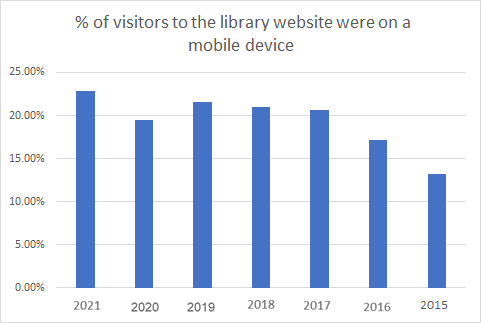 % of visitors to the library website were on a
mobile device
25.00%
20.00%
15.00%
10.00%
5.00%
0.00%
2021 2020 2019 2018 2017 2016 2015